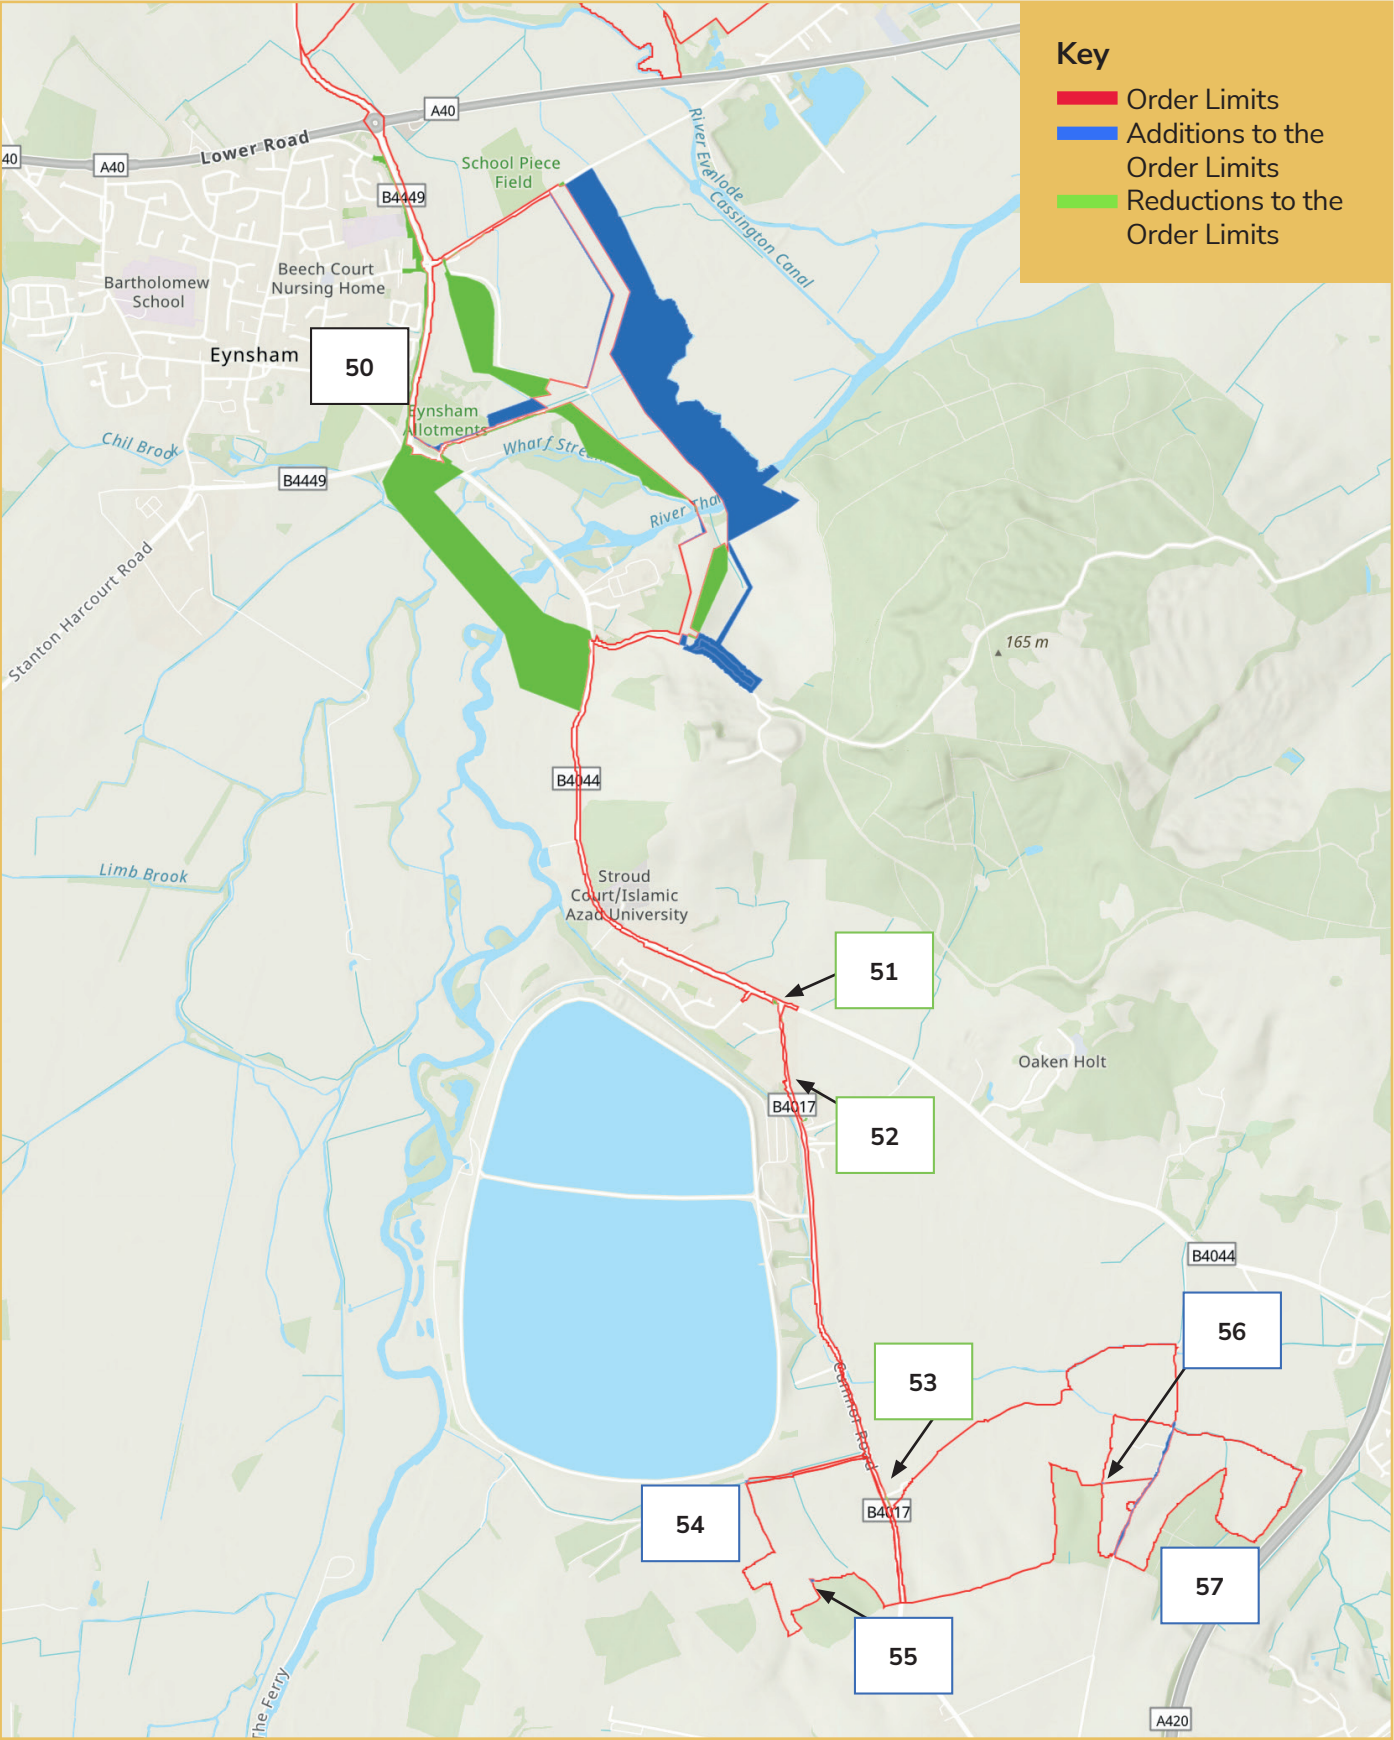 Key
Order Limits
Additions to the
Order Limits
Reductions to the
Order Limits
A40
Lower Road
40
A40
School Piece
Field
River Evenlode
Cassington Canal
B4449
Bartholomew
School
Beech Court
Nursing Home
Eynsham
50
Eynsham
Allotments
Chil Brook
Wharf Stre
B4449
River Tha
Stanton Harcourt Road
165 m
B4044
Limb Brook
Stroud
Court/Islamic
Azad University
51
Oaken Holt
B4017
52
B4044
56
53
Cumnor Road
54
B4017
57
55
The Ferry
A420